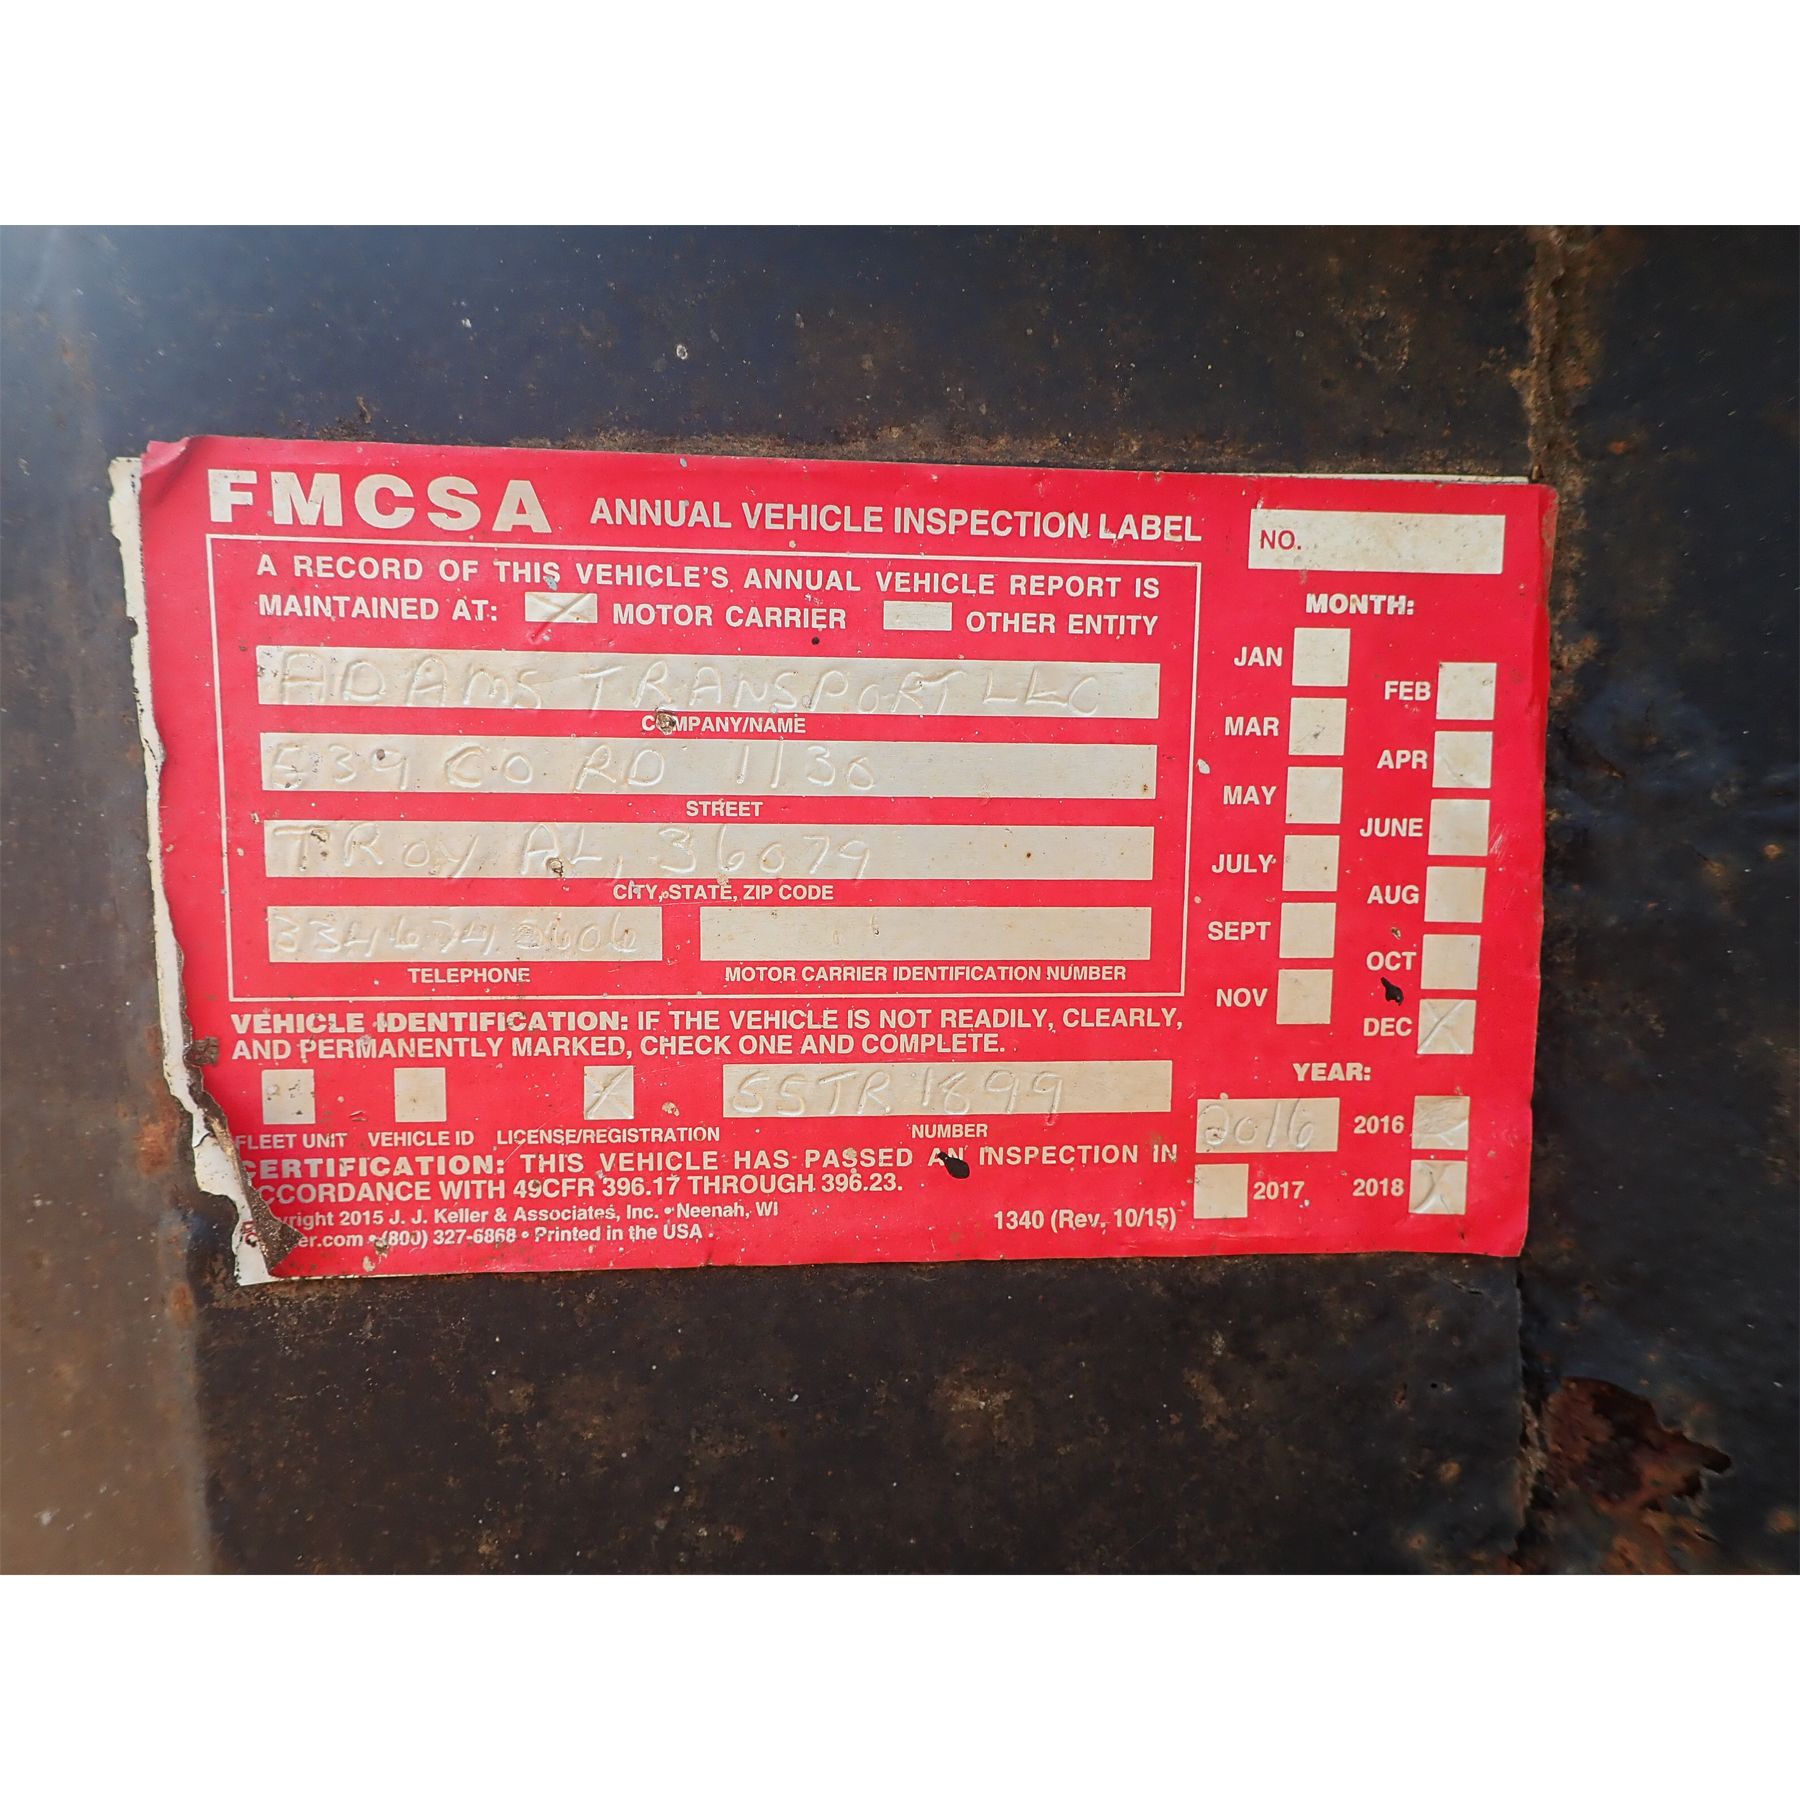 FMCSA ANNUAL VEHICLE INSPECTION LABEL
NO.
A RECORD OF THIS VEHICLE'S ANNUAL VEHICLE REPORT IS
MAINTAINED AT: X MOTOR CARRIER OTHER ENTITY
ADAMS TRANSPORT LLC
COMPANY/NAME
CO RD 1130
STREET
TROY AL, 36079
CITY, STATE, ZIP CODE
TELEPHONE MOTOR CARRIER IDENTIFICATION NUMBER
VEHICLE IDENTIFICATION: IF THE VEHICLE IS NOT READILY, CLEARLY,
AND PERMANENTLY MARKED, CHECK ONE AND COMPLETE.
X 55TR1899
FLEET UNIT VEHICLE ID LICENSE/REGISTRATION NUMBER
CERTIFICATION: THIS VEHICLE HAS PASSED AN INSPECTION IN
ACCORDANCE WITH 49CFR 396.17 THROUGH 396.23.
right 2015 J. J. Keller & Associates, Inc. • Neenah, WI
er.com • (800) 327-6868 • Printed in the USA
1340 (Rev. 10/15)
MONTH:
JAN
FEB
MAR
APR
MAY
JUNE
JULY
AUG
SEPT
OCT
NOV
DEC X
YEAR:
2016 2016
2017 2018 X